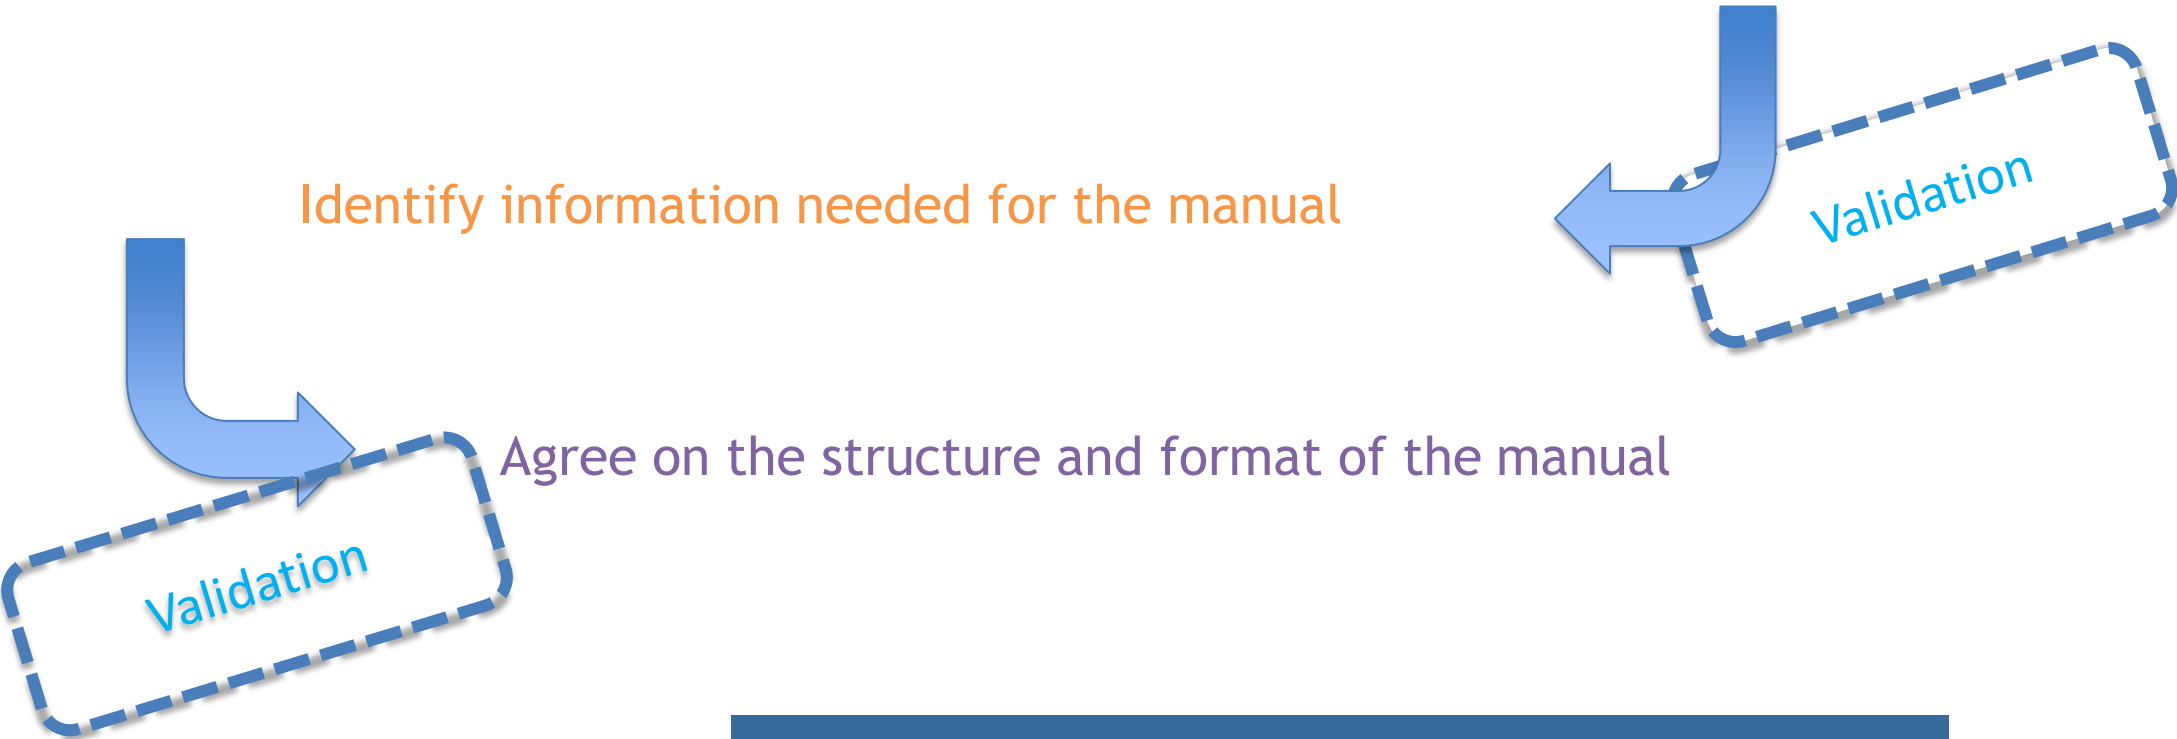 Validation
Identify information needed for the manual
Agree on the structure and format of the manual
Validation